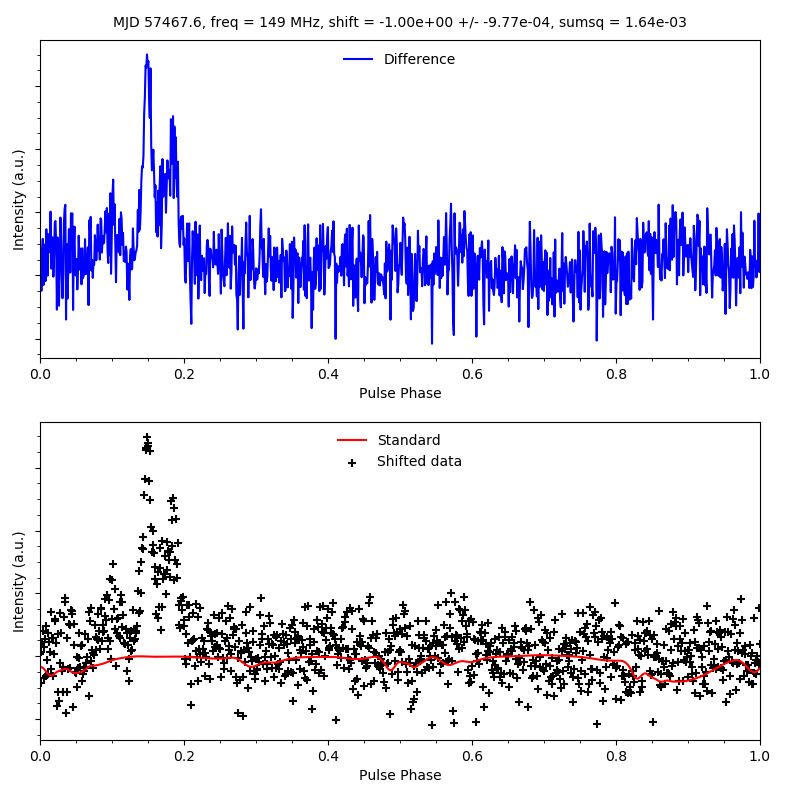 MJD 57467.6, freq = 149 MHz, shift = -1.00e+00 +/- -9.77e-04, sumsq = 1.64e-03
Difference
Intensity (a.u.)
0.0 0.2 0.4 0.6 0.8 1.0
Pulse Phase
Standard
Shifted data
Intensity (a.u.)
0.0 0.2 0.4 0.6 0.8 1.0
Pulse Phase